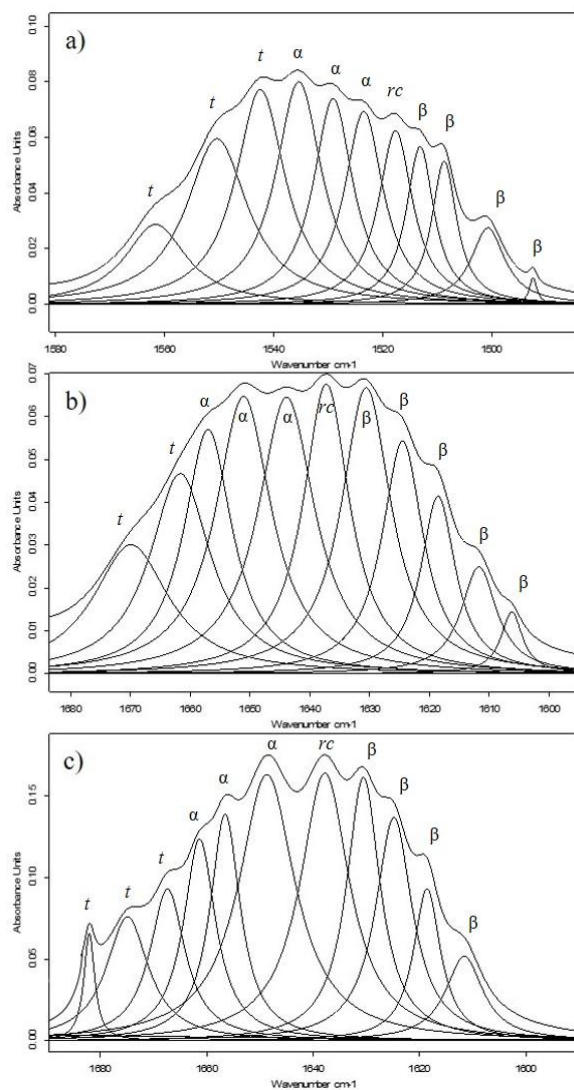 a)
Absorbance Units
0.10
0.08
0.06
0.04
0.02
0.00
t
t
t
α
α
α
rc
β
β
β
β
1580 1560 1540 1520 1500
Wavenumber cm-1
b)
Absorbance Units
0.07
0.06
0.05
0.04
0.03
0.02
0.01
0.00
t
t
α
α
α
rc
β
β
β
β
β
1680 1670 1660 1650 1640 1630 1620 1610 1600
Wavenumber cm-1
c)
Absorbance Units
0.15
0.10
0.05
0.00
t
t
t
α
α
α
rc
β
β
β
β
1680 1660 1640 1620 1600
Wavenumber cm-1